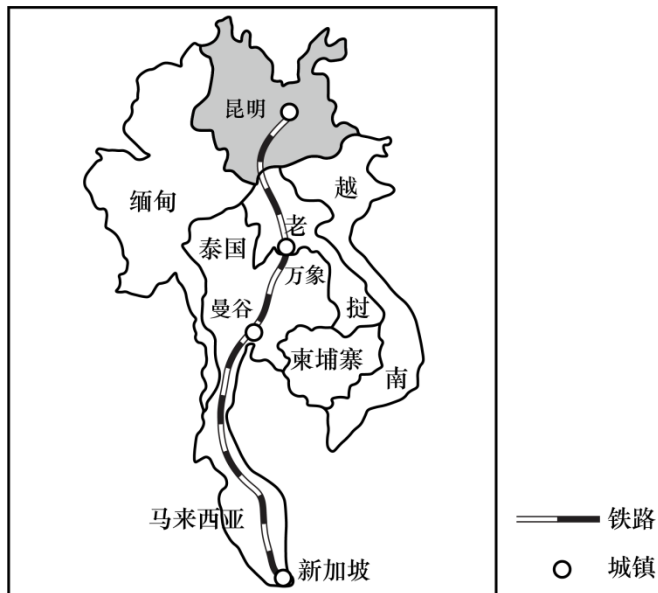 昆明
缅甸
越
老
泰国
万象
曼谷
挝
柬埔寨
南
马来西亚
新加坡
铁路
城镇